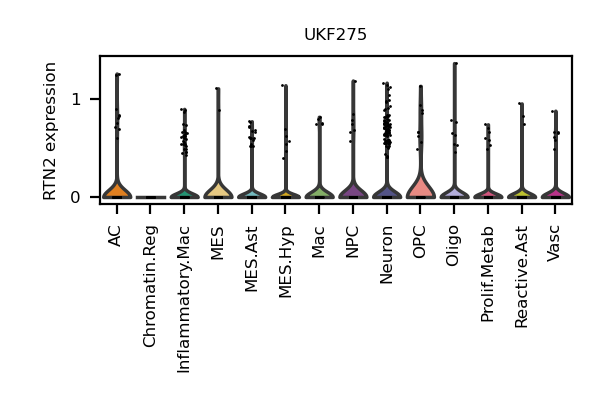 UKF275
RTN2 expression
1
0
AC
Chromatin.Reg
Inflammatory.Mac
MES
MES.Ast
MES.Hyp
Mac
NPC
Neuron
OPC
Oligo
Prolif.Metab
Reactive.Ast
Vasc